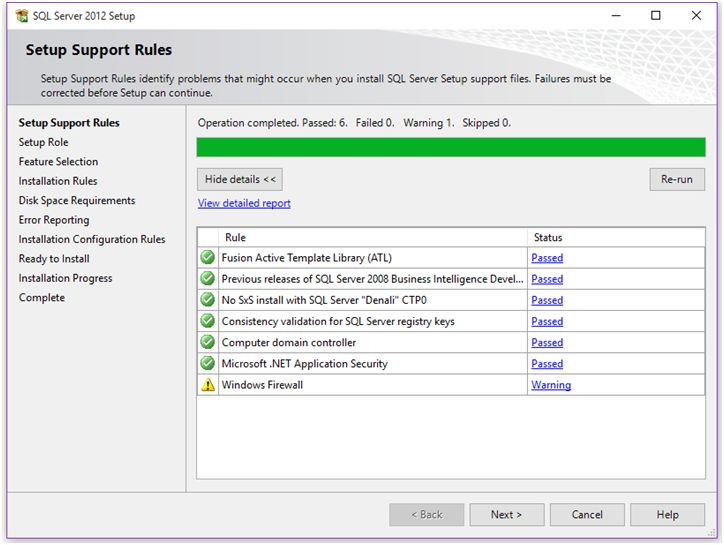 SQL Server 2012 Setup
Setup Support Rules
Setup Support Rules identify problems that might occur when you install SQL Server Setup support files. Failures must be
corrected before Setup can continue.
Setup Support Rules
Setup Role
Feature Selection
Installation Rules
Disk Space Requirements
Error Reporting
Installation Configuration Rules
Ready to Install
Installation Progress
Complete
Operation completed. Passed: 6. Failed 0. Warning 1. Skipped 0.
Hide details <<
Re-run
View detailed report
Rule Status
Fusion Active Template Library (ATL) Passed
Previous releases of SQL Server 2008 Business Intelligence Devel... Passed
No SxS install with SQL Server "Denali" CTP0 Passed
Consistency validation for SQL Server registry keys Passed
Computer domain controller Passed
Microsoft .NET Application Security Passed
Windows Firewall Warning
< Back Next > Cancel Help